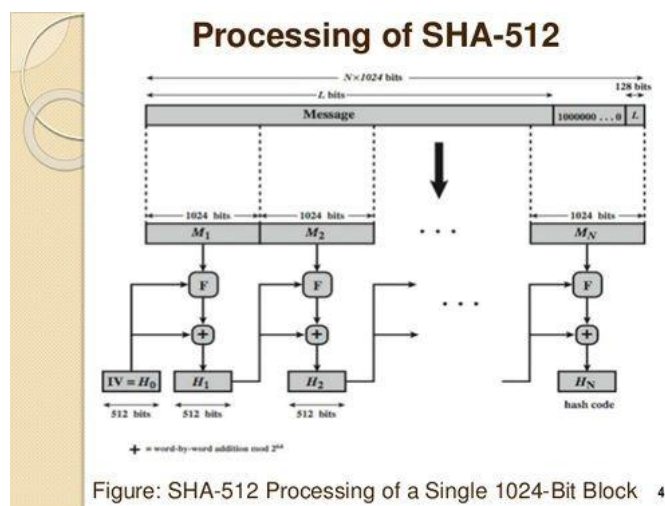 Processing of SHA-512
N×1024 bits
L bits
128 bits
Message
1000000 . . . 0
L
1024 bits
1024 bits
1024 bits
M1
M2
. . .
MN
F
F
F
. . .
+
+
+
IV = H0
H1
H2
HN
512 bits
512 bits
512 bits
hash code
+ = word-by-word addition mod 2^64
Figure: SHA-512 Processing of a Single 1024-Bit Block
4